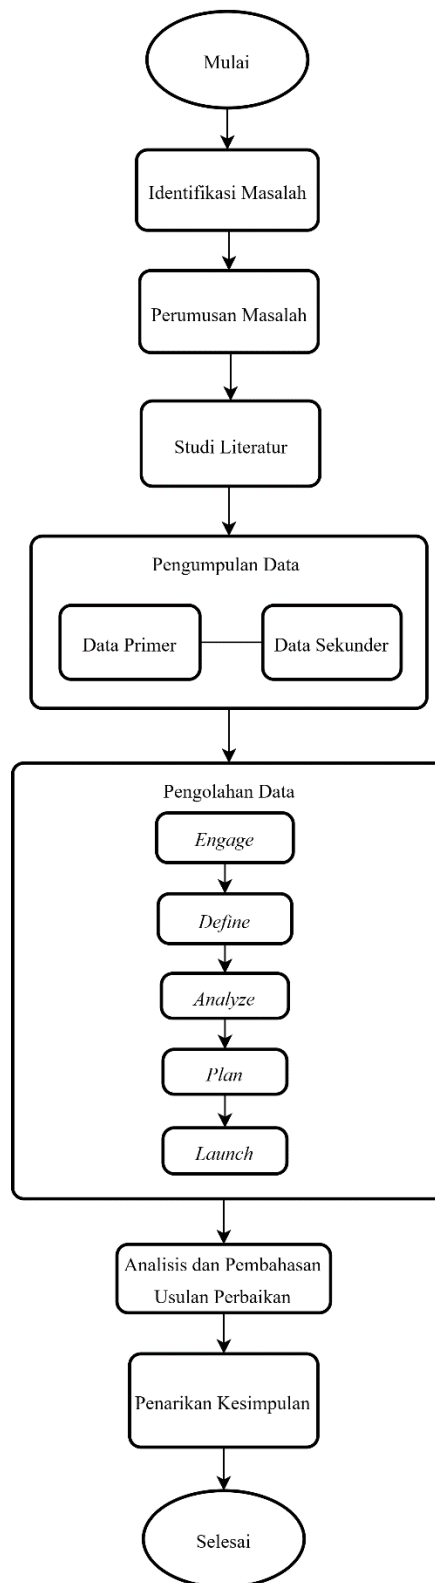 Mulai
Identifikasi Masalah
Perumusan Masalah
Studi Literatur
Pengumpulan Data
Data Primer
Data Sekunder
Pengolahan Data
Engage
Define
Analyze
Plan
Launch
Analisis dan Pembahasan
Usulan Perbaikan
Penarikan Kesimpulan
Selesai